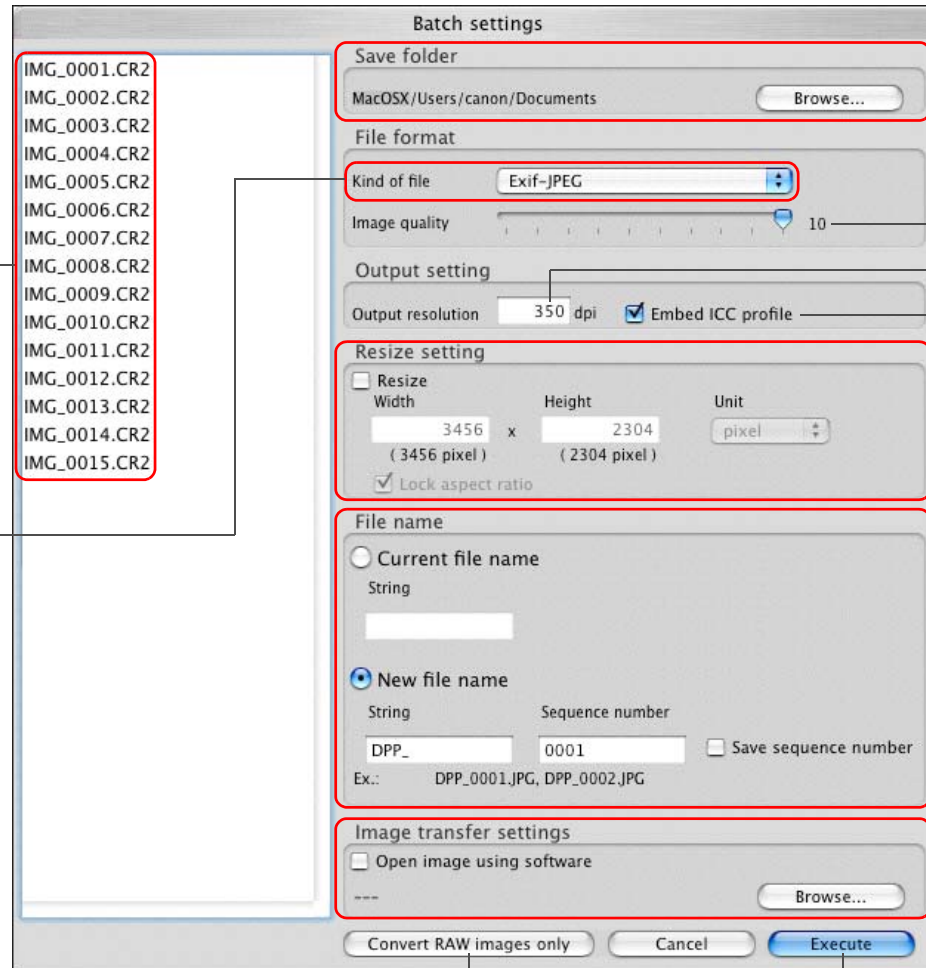 Batch settings
IMG_0001.CR2
IMG_0002.CR2
IMG_0003.CR2
IMG_0004.CR2
IMG_0005.CR2
IMG_0006.CR2
IMG_0007.CR2
IMG_0008.CR2
IMG_0009.CR2
IMG_0010.CR2
IMG_0011.CR2
IMG_0012.CR2
IMG_0013.CR2
IMG_0014.CR2
IMG_0015.CR2
Save folder
MacOSX/Users/canon/Documents Browse...
File format
Kind of file Exif-JPEG
Image quality 10
Output setting
Output resolution 350 dpi Embed ICC profile
Resize setting
Resize
Width Height Unit
3456 x 2304 pixel
( 3456 pixel ) ( 2304 pixel )
Lock aspect ratio
File name
Current file name
String
New file name
String Sequence number
DPP_ 0001 Save sequence number
Ex.: DPP_0001.JPG, DPP_0002.JPG
Image transfer settings
Open image using software
--- Browse...
Convert RAW images only Cancel Execute